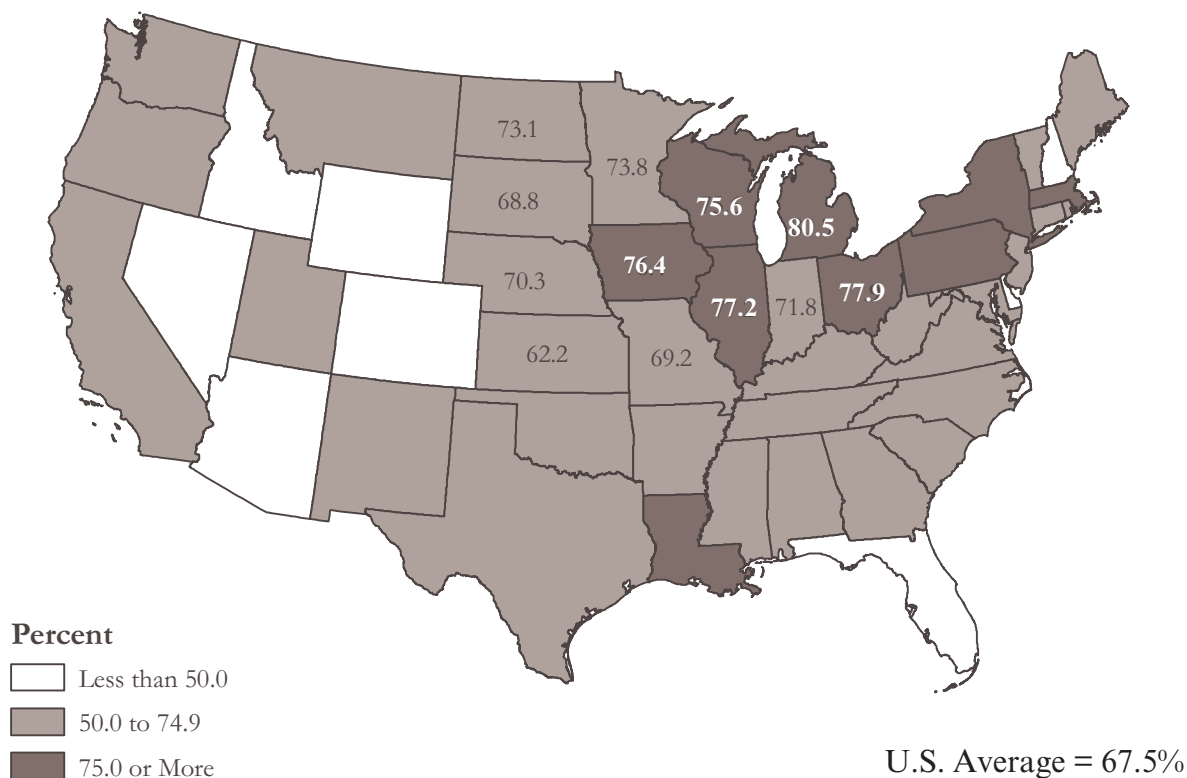 73.1
73.8
68.8
75.6
80.5
76.4
70.3
77.2
71.8
77.9
62.2
69.2
Percent
Less than 50.0
50.0 to 74.9
75.0 or More
U.S. Average = 67.5%